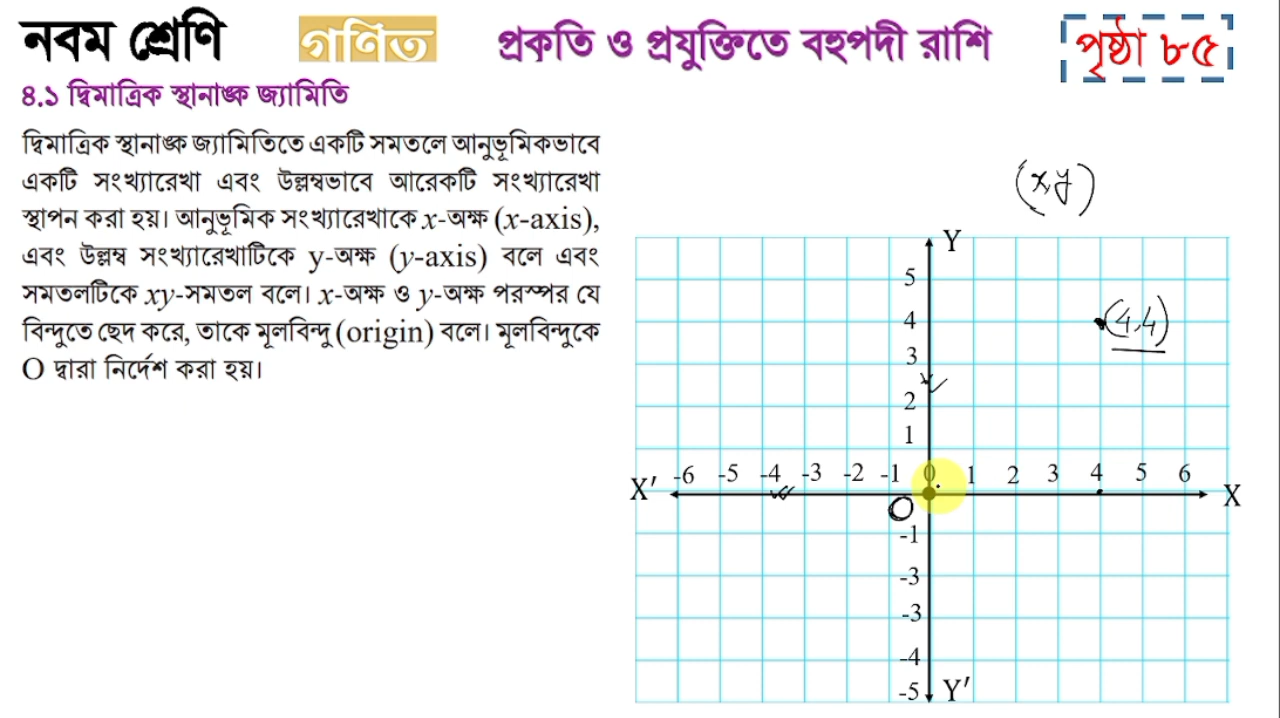 নবম শ্রেণি গণিত প্রকৃতি ও প্রযুক্তিতে বহুপদী রাশি পৃষ্ঠা ৮৫
৪.১ দ্বিমাত্রিক স্থানাঙ্ক জ্যামিতি
দ্বিমাত্রিক স্থানাঙ্ক জ্যামিতিতে একটি সমতলে আনুভূমিকভাবে
একটি সংখ্যারেখা এবং উল্লম্বভাবে আরেকটি সংখ্যারেখা
স্থাপন করা হয়। আনুভূমিক সংখ্যারেখাকে x-অক্ষ (x-axis),
এবং উল্লম্ব সংখ্যারেখাটিকে y-অক্ষ (y-axis) বলে এবং
সমতলটিকে xy-সমতল বলে। x-অক্ষ ও y-অক্ষ পরস্পর যে
বিন্দুতে ছেদ করে, তাকে মূলবিন্দু (origin) বলে। মূলবিন্দুকে
O দ্বারা নির্দেশ করা হয়।
(x,y)
Y
5
4 (4,4)
3
2
1
X′ -6 -5 -4 -3 -2 -1 0 1 2 3 4 5 6 X
O
-1
-3
-3
-4
-5 Y′